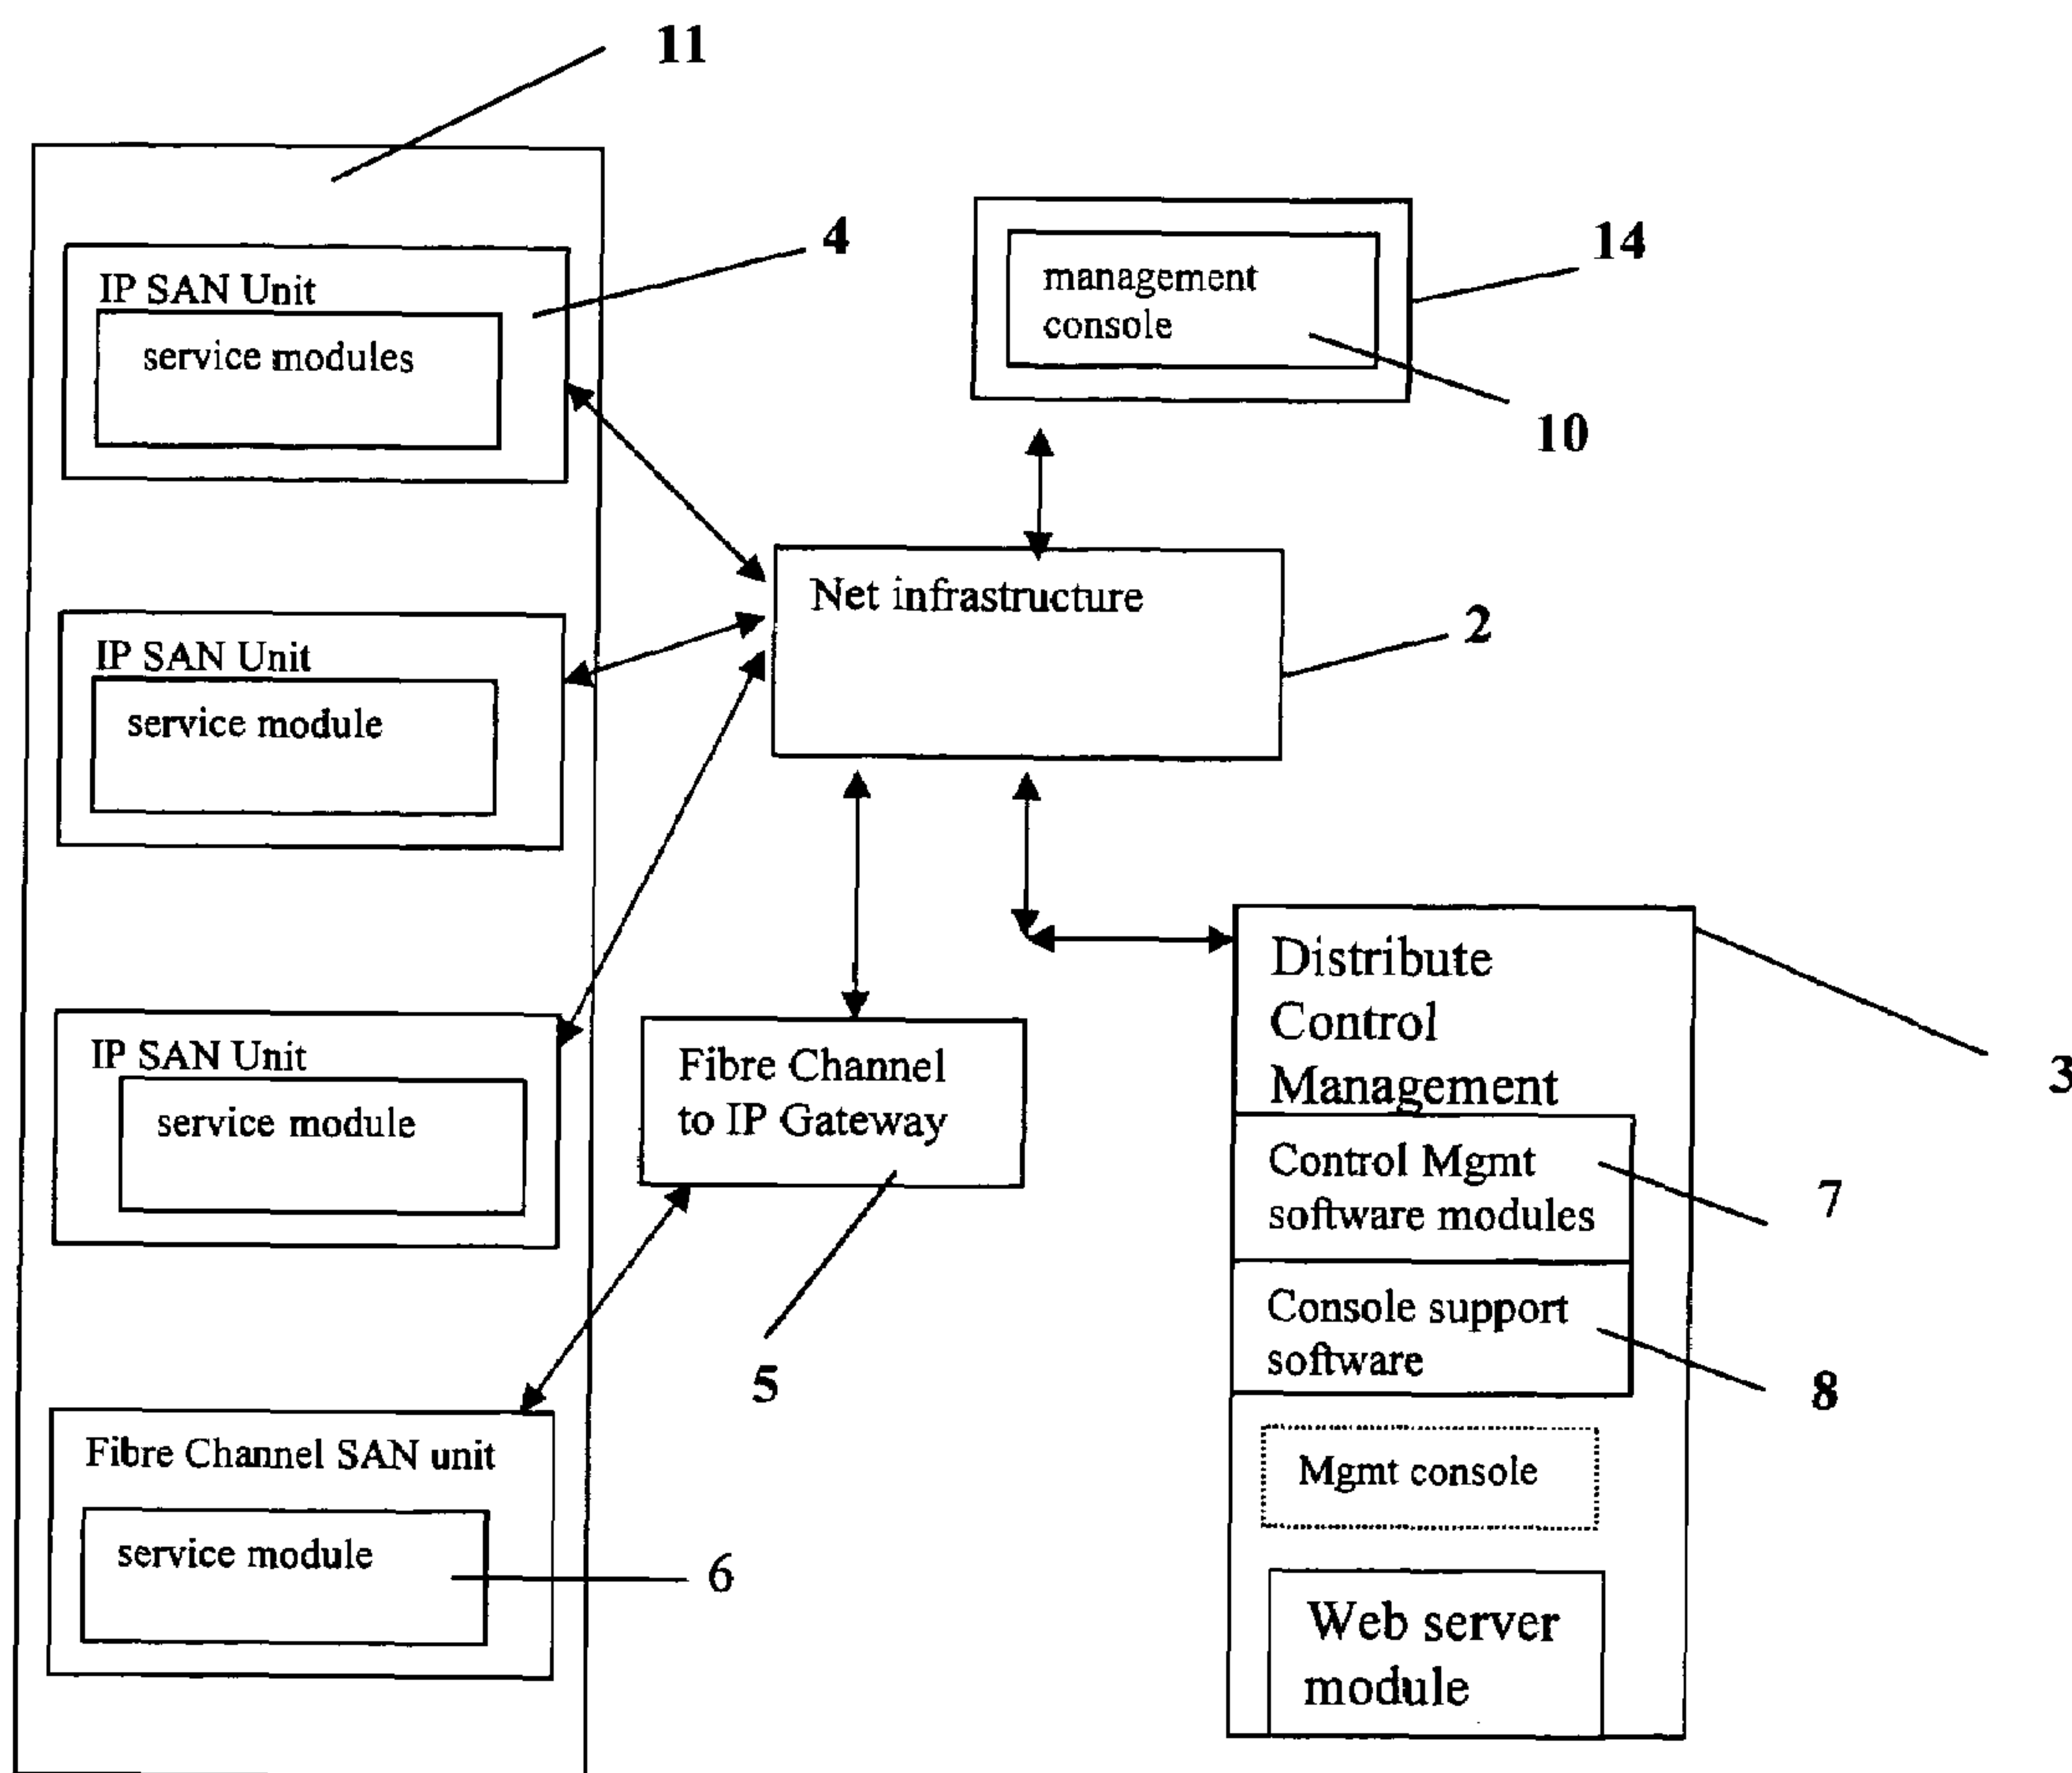 11
4
IP SAN Unit
service modules
management
console
14
10
Net infrastructure
2
IP SAN Unit
service module
IP SAN Unit
service module
Fibre Channel
to IP Gateway
5
Distribute
Control
Management
3
Control Mgmt
software modules
7
Console support
software
8
Mgmt console
Web server
module
Fibre Channel SAN unit
service module
6